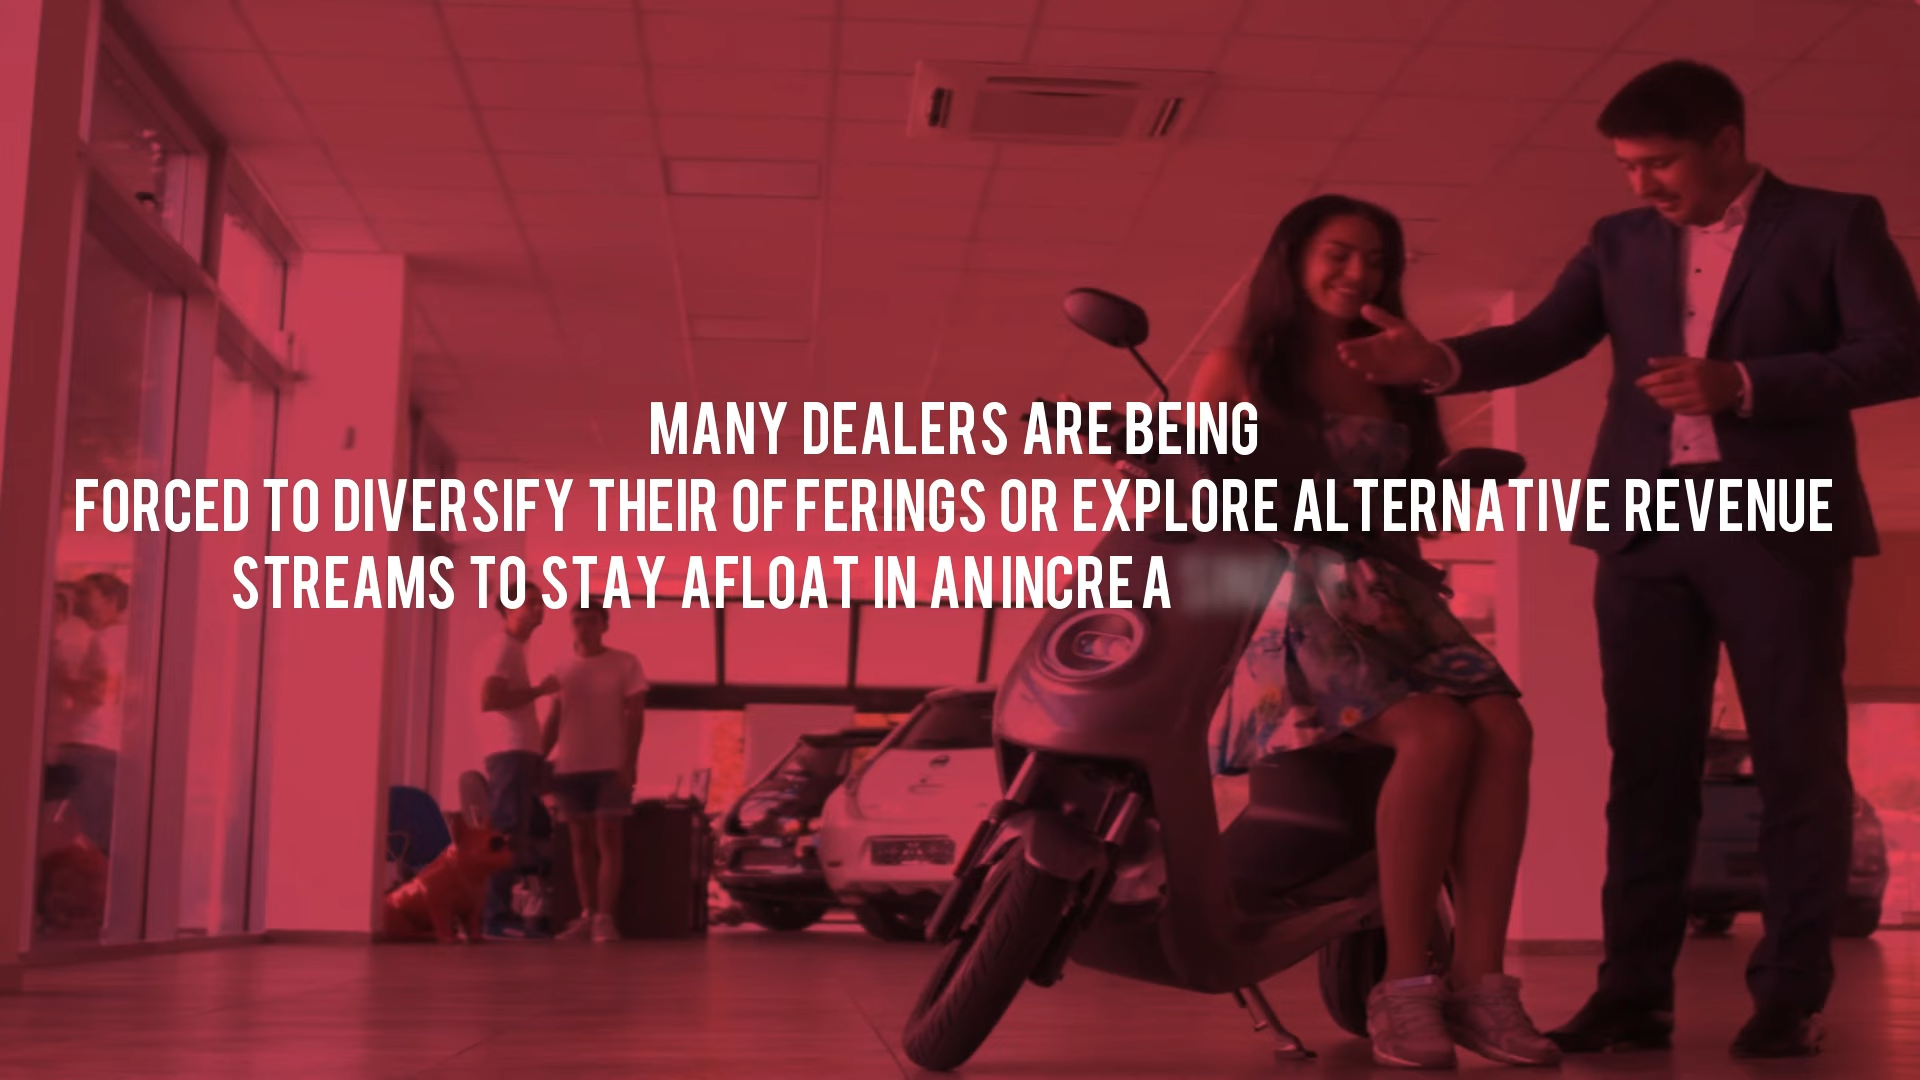 MANY DEALERS ARE BEING
FORCED TO DIVERSIFY THEIR OFFERINGS OR EXPLORE ALTERNATIVE REVENUE
STREAMS TO STAY AFLOAT IN AN INCREA